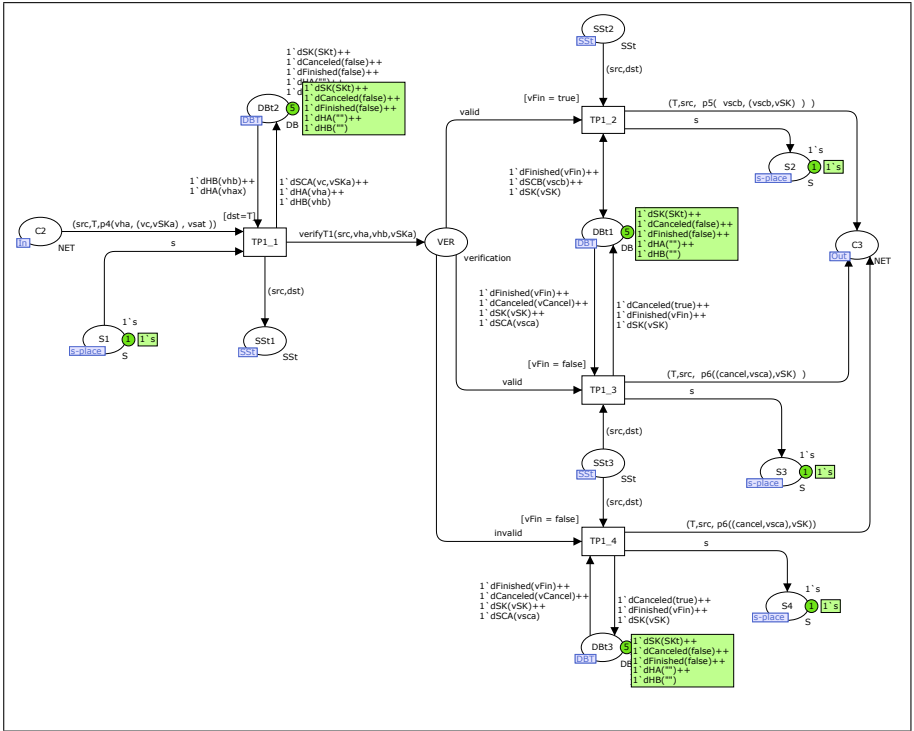 SSt2
SSt
SSt
(src,dst)
1`dSK(SKt)++
1`dCanceled(false)++
1`dFinished(false)++
1`dHA("")++
1`d
1`dSK(SKt)++
1`dCanceled(false)++
1`dFinished(false)++
1`dHA("")++
1`dHB("")
DBt2
5
DBT
DB
[vFin = true]
valid
TP1_2
(T,src, p5( vscb, (vscb,vSK) ) )
s
1`s
S2
1
1`s
s-place
S
1`dHB(vhb)++
1`dHA(vhax)
1`dSCA(vc,vSKa)++
1`dHA(vha)++
1`dHB(vhb)
1`dFinished(vFin)++
1`dSCB(vscb)++
1`dSK(vSK)
[dst=T]
C2
In
NET
(src,T,p4(vha, (vc,vSKa) , vsat ))
s
TP1_1
verifyT1(src,vha,vhb,vSKa)
VER
verification
DBt1
5
DBT
DB
1`dSK(SKt)++
1`dCanceled(false)++
1`dFinished(false)++
1`dHA("")++
1`dHB("")
C3
Out
NET
(src,dst)
1`dFinished(vFin)++
1`dCanceled(vCancel)++
1`dSK(vSK)++
1`dSCA(vsca)
1`dCanceled(true)++
1`dFinished(vFin)++
1`dSK(vSK)
1`s
S1
1
1`s
s-place
S
SSt1
SSt
SSt
[vFin = false]
valid
TP1_3
(T,src, p6((cancel,vsca),vSK) )
s
(src,dst)
1`s
S3
1
1`s
s-place
S
SSt3
SSt
SSt
(src,dst)
[vFin = false]
invalid
TP1_4
(T,src, p6((cancel,vsca),vSK))
s
1`dFinished(vFin)++
1`dCanceled(vCancel)++
1`dSK(vSK)++
1`dSCA(vsca)
1`dCanceled(true)++
1`dFinished(vFin)++
1`dSK(vSK)
1`s
S4
1
1`s
s-place
S
DBt3
5
DBT
DB
1`dSK(SKt)++
1`dCanceled(false)++
1`dFinished(false)++
1`dHA("")++
1`dHB("")